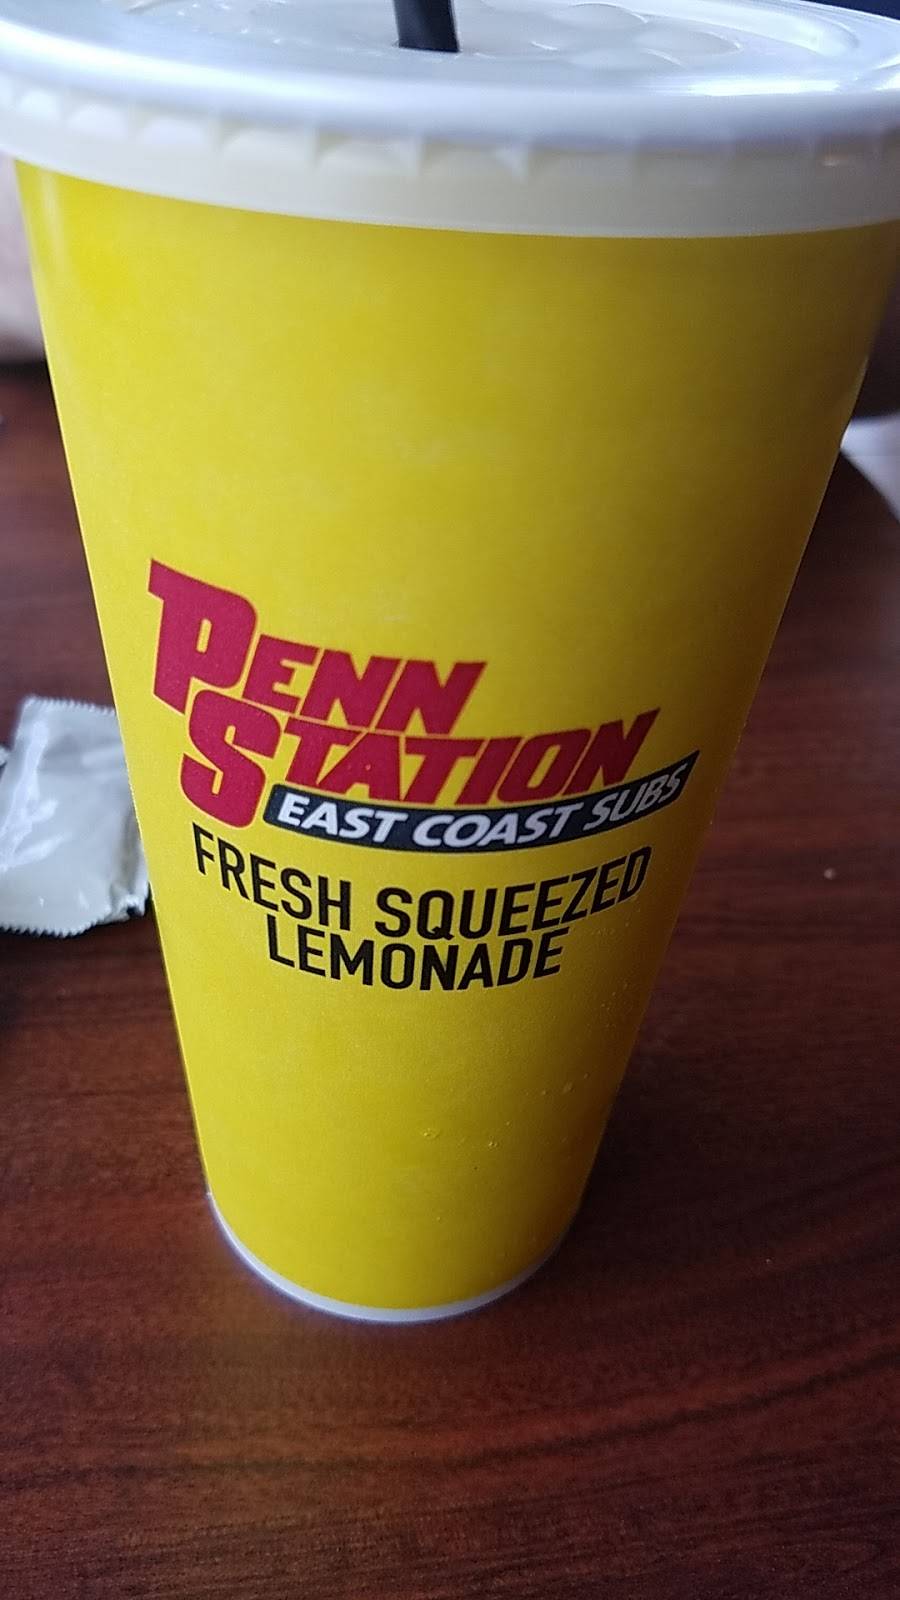 PENN
STATION
EAST COAST SUBS
FRESH SQUEEZED
LEMONADE